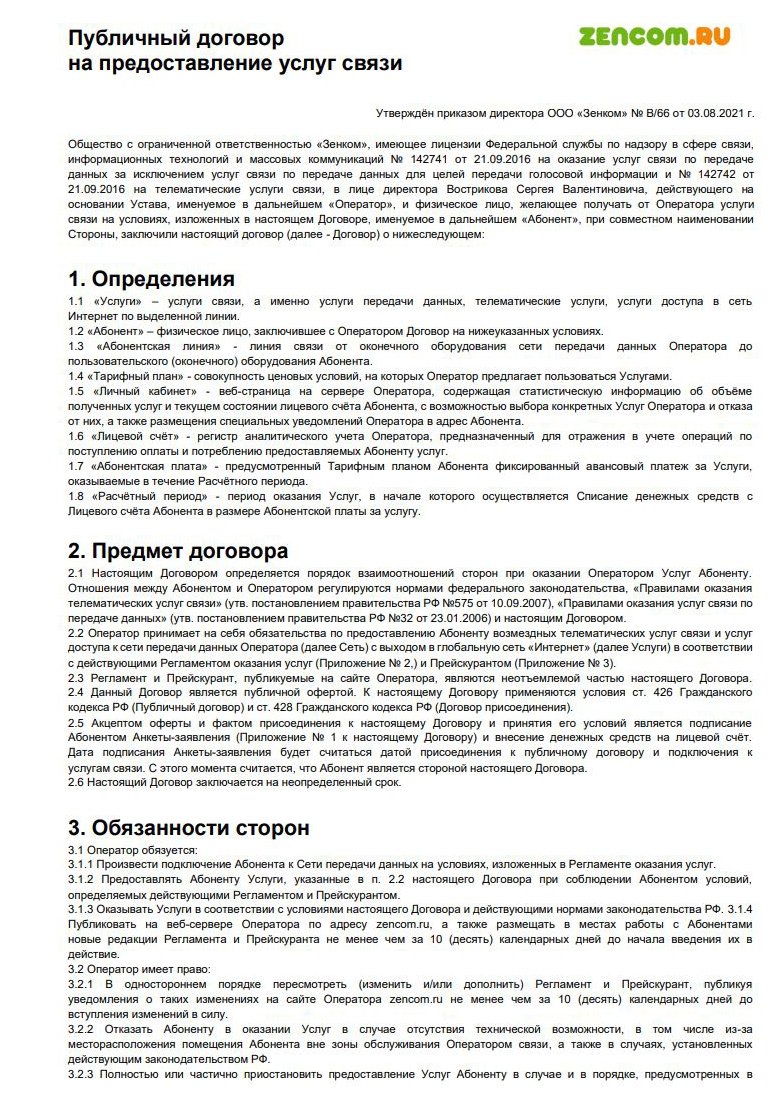 Публичный договор
на предоставление услуг связи
ZENCOM.RU
Утверждён приказом директора ООО «Зенком» № В/66 от 03.08.2021 г.
Общество с ограниченной ответственностью «Зенком», имеющее лицензии Федеральной службы по надзору в сфере связи,
информационных технологий и массовых коммуникаций № 142741 от 21.09.2016 на оказание услуг связи по передаче
данных за исключением услуг связи по передаче данных для целей передачи голосовой информации и № 142742 от
21.09.2016 на телематические услуги связи, в лице директора Вострикова Сергея Валентиновича, действующего на
основании Устава, именуемое в дальнейшем «Оператор», и физическое лицо, желающее получать от Оператора услуги
связи на условиях, изложенных в настоящем Договоре, именуемое в дальнейшем «Абонент», при совместном наименовании
Стороны, заключили настоящий договор (далее - Договор) о нижеследующем:
1. Определения
1.1 «Услуги» – услуги связи, а именно услуги передачи данных, телематические услуги, услуги доступа в сеть
Интернет по выделенной линии.
1.2 «Абонент» – физическое лицо, заключившее с Оператором Договор на нижеуказанных условиях.
1.3 «Абонентская линия» - линия связи от оконечного оборудования сети передачи данных Оператора до
пользовательского (оконечного) оборудования Абонента.
1.4 «Тарифный план» - совокупность ценовых условий, на которых Оператор предлагает пользоваться Услугами.
1.5 «Личный кабинет» - веб-страница на сервере Оператора, содержащая статистическую информацию об объёме
полученных услуг и текущем состоянии лицевого счёта Абонента, с возможностью выбора конкретных Услуг Оператора и отказа
от них, а также размещения специальных уведомлений Оператора в адрес Абонента.
1.6 «Лицевой счёт» - регистр аналитического учета Оператора, предназначенный для отражения в учете операций по
поступлению оплаты и потреблению предоставляемых Абоненту услуг.
1.7 «Абонентская плата» - предусмотренный Тарифным планом Абонента фиксированный авансовый платеж за Услуги,
оказываемые в течение Расчётного периода.
1.8 «Расчётный период» - период оказания Услуг, в начале которого осуществляется Списание денежных средств с
Лицевого счёта Абонента в размере Абонентской платы за услугу.
2. Предмет договора
2.1 Настоящим Договором определяется порядок взаимоотношений сторон при оказании Оператором Услуг Абоненту.
Отношения между Абонентом и Оператором регулируются нормами федерального законодательства, «Правилами оказания
телематических услуг связи» (утв. постановлением правительства РФ №575 от 10.09.2007), «Правилами оказания услуг связи по
передаче данных» (утв. постановлением правительства РФ №32 от 23.01.2006) и настоящим Договором.
2.2 Оператор принимает на себя обязательства по предоставлению Абоненту возмездных телематических услуг связи и услуг
доступа к сети передачи данных Оператора (далее Сеть) с выходом в глобальную сеть «Интернет» (далее Услуги) в соответствии
с действующими Регламентом оказания услуг (Приложение № 2,) и Прейскурантом (Приложение № 3).
2.3 Регламент и Прейскурант, публикуемые на сайте Оператора, являются неотъемлемой частью настоящего Договора.
2.4 Данный Договор является публичной офертой. К настоящему Договору применяются условия ст. 426 Гражданского
кодекса РФ (Публичный договор) и ст. 428 Гражданского кодекса РФ (Договор присоединения).
2.5 Акцептом оферты и фактом присоединения к настоящему Договору и принятия его условий является подписание
Абонентом Анкеты-заявления (Приложение № 1 к настоящему Договору) и внесение денежных средств на лицевой счёт.
Дата подписания Анкеты-заявления будет считаться датой присоединения к публичному договору и подключения к
услугам связи. С этого момента считается, что Абонент является стороной настоящего Договора.
2.6 Настоящий Договор заключается на неопределенный срок.
3. Обязанности сторон
3.1 Оператор обязуется:
3.1.1 Произвести подключение Абонента к Сети передачи данных на условиях, изложенных в Регламенте оказания услуг.
3.1.2 Предоставлять Абоненту Услуги, указанные в п. 2.2 настоящего Договора при соблюдении Абонентом условий,
определяемых действующими Регламентом и Прейскурантом.
3.1.3 Оказывать Услуги в соответствии с условиями настоящего Договора и действующими нормами законодательства РФ. 3.1.4
Публиковать на веб-сервере Оператора по адресу zencom.ru, а также размещать в местах работы с Абонентами
новые редакции Регламента и Прейскуранта не менее чем за 10 (десять) календарных дней до начала введения их в
действие.
3.2 Оператор имеет право:
3.2.1 В одностороннем порядке пересмотреть (изменить и/или дополнить) Регламент и Прейскурант, публикуя
уведомления о таких изменениях на сайте Оператора zencom.ru не менее чем за 10 (десять) календарных дней до
вступления изменений в силу.
3.2.2 Отказать Абоненту в оказании Услуг в случае отсутствия технической возможности, в том числе из-за
месторасположения помещения Абонента вне зоны обслуживания Оператором связи, а также в случаях, установленных
действующим законодательством РФ.
3.2.3 Полностью или частично приостановить предоставление Услуг Абоненту в случае и в порядке, предусмотренных в